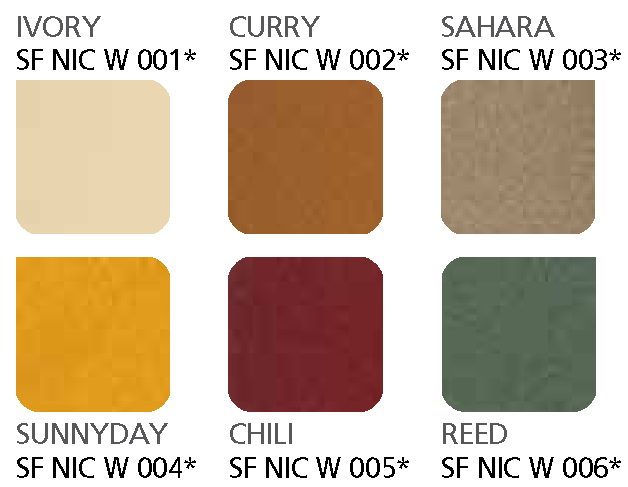 IVORY
SF NIC W 001*
CURRY
SF NIC W 002*
SAHARA
SF NIC W 003*
SUNNYDAY
SF NIC W 004*
CHILI
SF NIC W 005*
REED
SF NIC W 006*